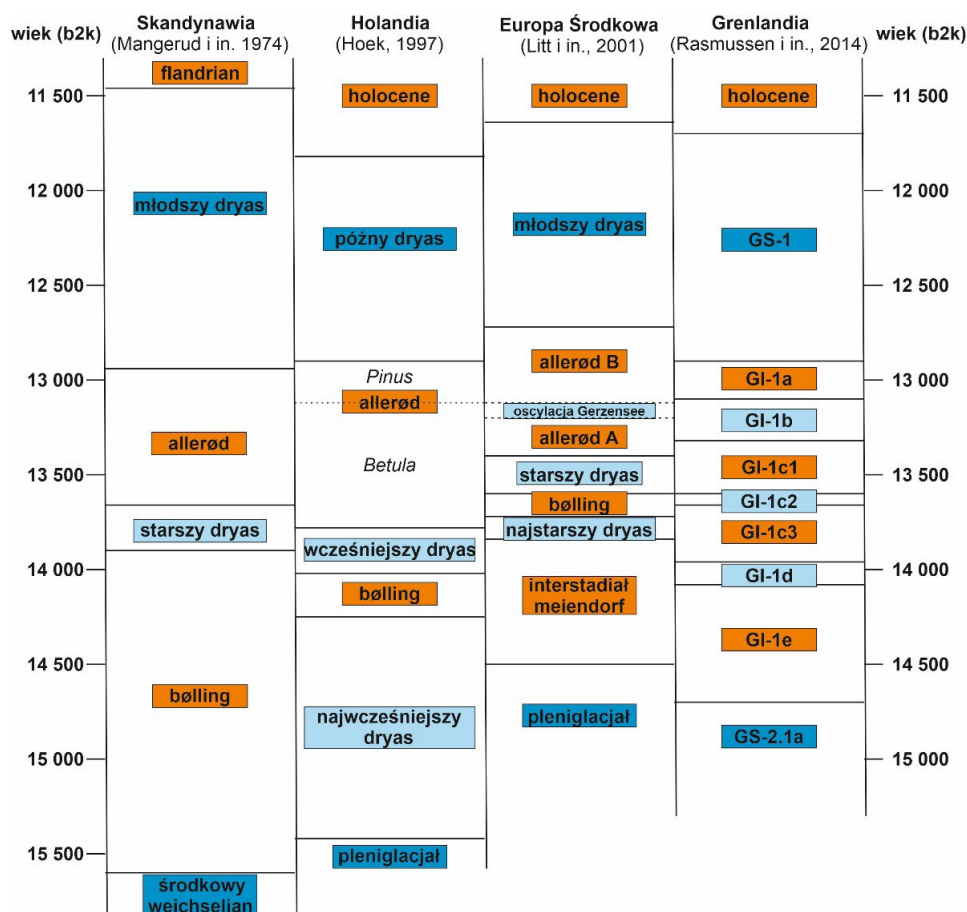 wiek (b2k)
Skandynawia
(Mangerud i in. 1974)
Holandia
(Hoek, 1997)
Europa Środkowa
(Litt i in., 2001)
Grenlandia
(Rasmussen i in., 2014)
wiek (b2k)
11 500
12 000
12 500
13 000
13 500
14 000
14 500
15 000
15 500
flandrian
młodszy dryas
allerød
starszy dryas
bølling
środkowy
weichselian
holocene
późny dryas
Pinus
allerød
Betula
wcześniejszy dryas
bølling
najwcześniejszy
dryas
pleniglacjał
holocene
młodszy dryas
allerød B
oscylacja Gerzensee
allerød A
starszy dryas
bølling
najstarszy dryas
interstadiał
meiendorf
pleniglacjał
holocene
GS-1
GI-1a
GI-1b
GI-1c1
GI-1c2
GI-1c3
GI-1d
GI-1e
GS-2.1a
11 500
12 000
12 500
13 000
13 500
14 000
14 500
15 000